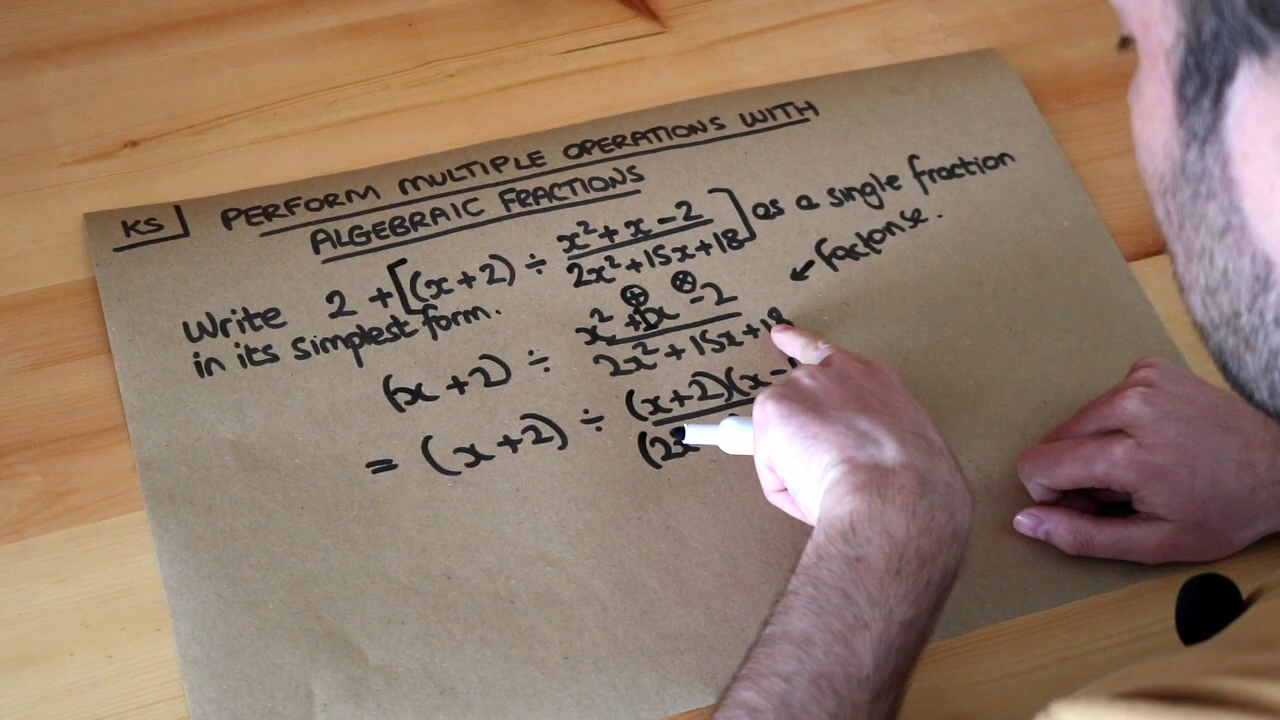 KS
PERFORM MULTIPLE OPERATIONS WITH
ALGEBRAIC FRACTIONS
Write 2 + [(x+2) ÷ x²+x-2 / 2x²+15x+18] as a single fraction
in its simplest form.
(x+2) ÷ x²+1x-2 / 2x²+15x+18 ← factorise.
= (x+2) ÷ (x+2)(x- / (2x